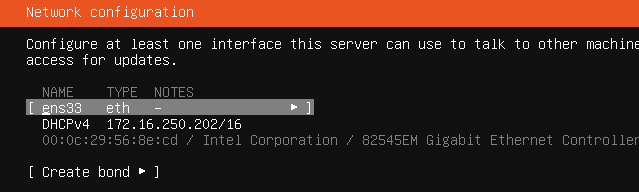 Network configuration
Configure at least one interface this server can use to talk to other machine
access for updates.
NAME TYPE NOTES
[ ens33 eth - ▸ ]
DHCPv4 172.16.250.202/16
00:0c:29:56:8e:cd / Intel Corporation / 82545EM Gigabit Ethernet Controller
[ Create bond ▸ ]